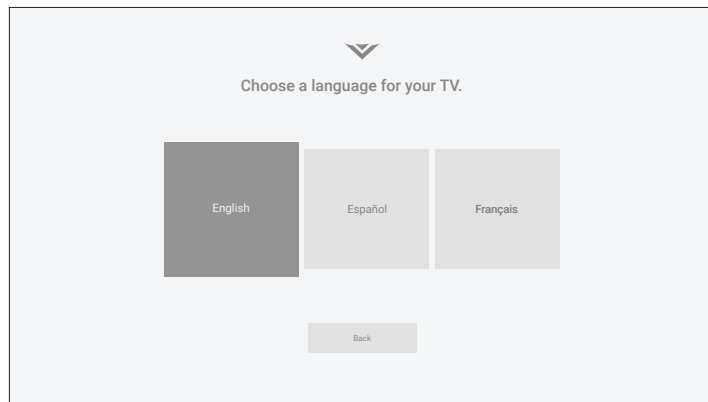 Choose a language for your TV.
English
Español
Français
Back